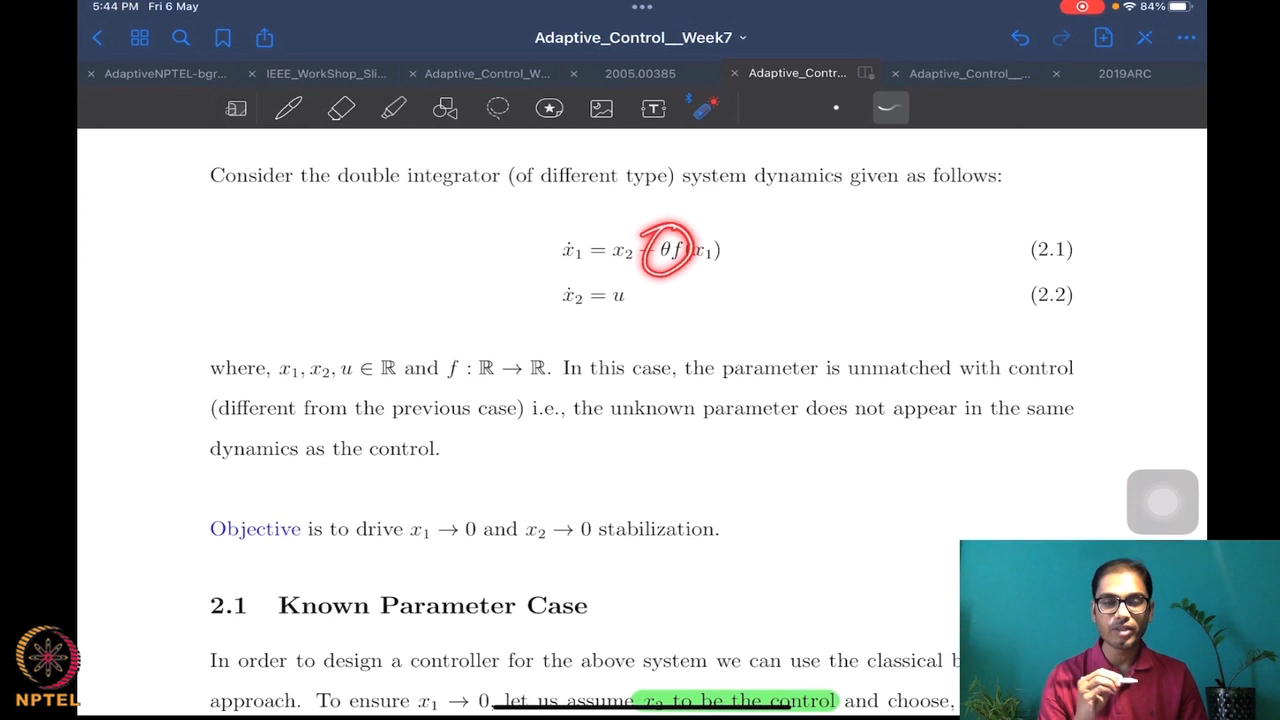 5:44 PM Fri 6 May
84%
Adaptive_Control__Week7
AdaptiveNPTEL-bgr...
IEEE_WorkShop_Sli...
Adaptive_Control_W...
2005.00385
Adaptive_Contr...
Adaptive_Control__...
2019ARC
Consider the double integrator (of different type) system dynamics given as follows:
ẋ₁ = x₂ + θf(x₁) (2.1)
ẋ₂ = u (2.2)
where, x₁, x₂, u ∈ ℝ and f : ℝ → ℝ. In this case, the parameter is unmatched with control
(different from the previous case) i.e., the unknown parameter does not appear in the same
dynamics as the control.
Objective is to drive x₁ → 0 and x₂ → 0 stabilization.
2.1 Known Parameter Case
In order to design a controller for the above system we can use the classical b
approach. To ensure x₁ → 0, let us assume x₂ to be the control and choose,
NPTEL